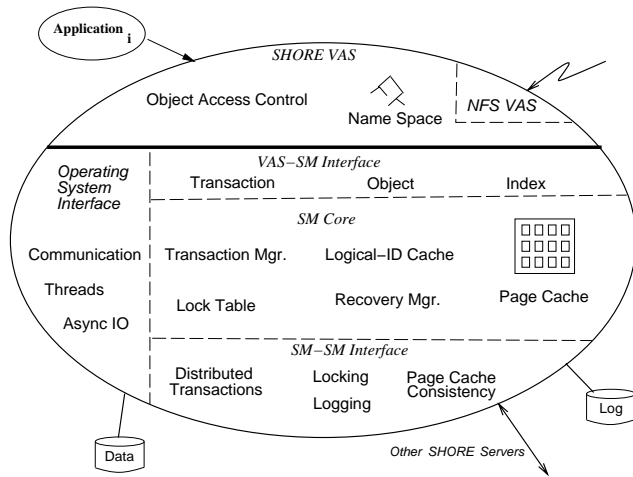 Application i
SHORE VAS
Object Access Control
Name Space
NFS VAS
Operating
System
Interface
VAS–SM Interface
Transaction
Object
Index
SM Core
Communication
Transaction Mgr.
Logical–ID Cache
Threads
Lock Table
Recovery Mgr.
Page Cache
Async IO
SM–SM Interface
Distributed
Transactions
Locking
Logging
Page Cache
Consistency
Data
Log
Other SHORE Servers